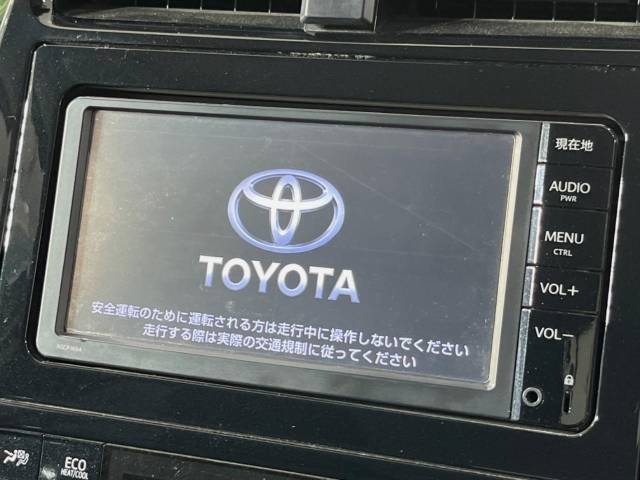 現在地
AUDIO
PWR
MENU
CTRL
VOL+
VOL−
TOYOTA
安全運転のために運転される方は走行中に操作しないでください
走行する際は実際の交通規制に従ってください
ECO
HEAT/COOL